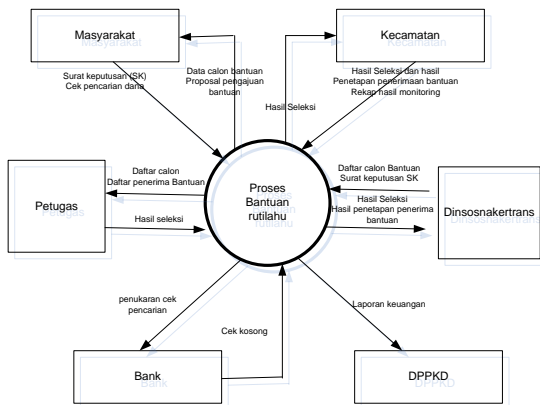 Masyarakat
Kecamatan
Surat keputusan (SK)
Cek pencarian dana
Data calon bantuan
Proposal pengajuan
bantuan
Hasil Seleksi
Hasil Seleksi dan hasil
Penetapan penerimaan bantuan
Rekap hasil monitoring
Petugas
Daftar calon
Daftar penerima Bantuan
Hasil seleksi
Proses
Bantuan
rutilahu
Daftar calon Bantuan
Surat keputusan SK
Hasil Seleksi
Hasil penetapan penerima
bantuan
Dinsosnakertrans
penukaran cek
pencarian
Cek kosong
Laporan keuangan
Bank
DPPKD